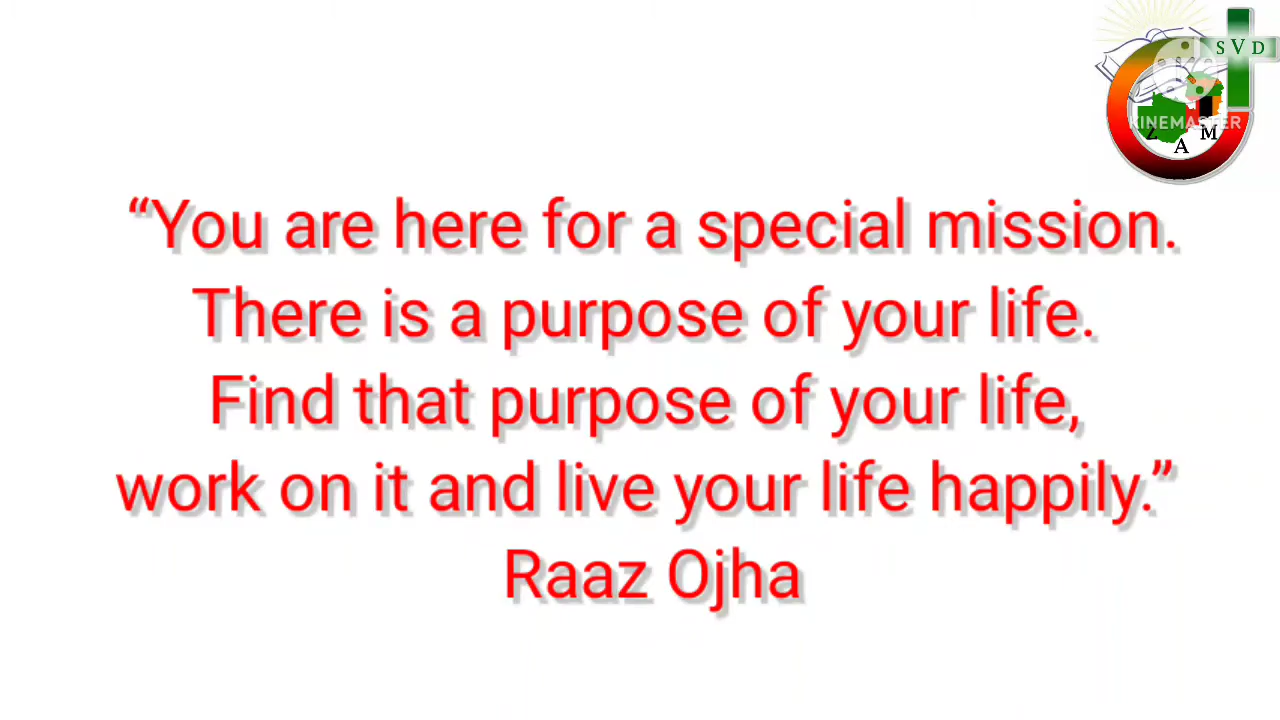 SVD
KINEMASTER
Z A M
“You are here for a special mission.
There is a purpose of your life.
Find that purpose of your life,
work on it and live your life happily.”
Raaz Ojha